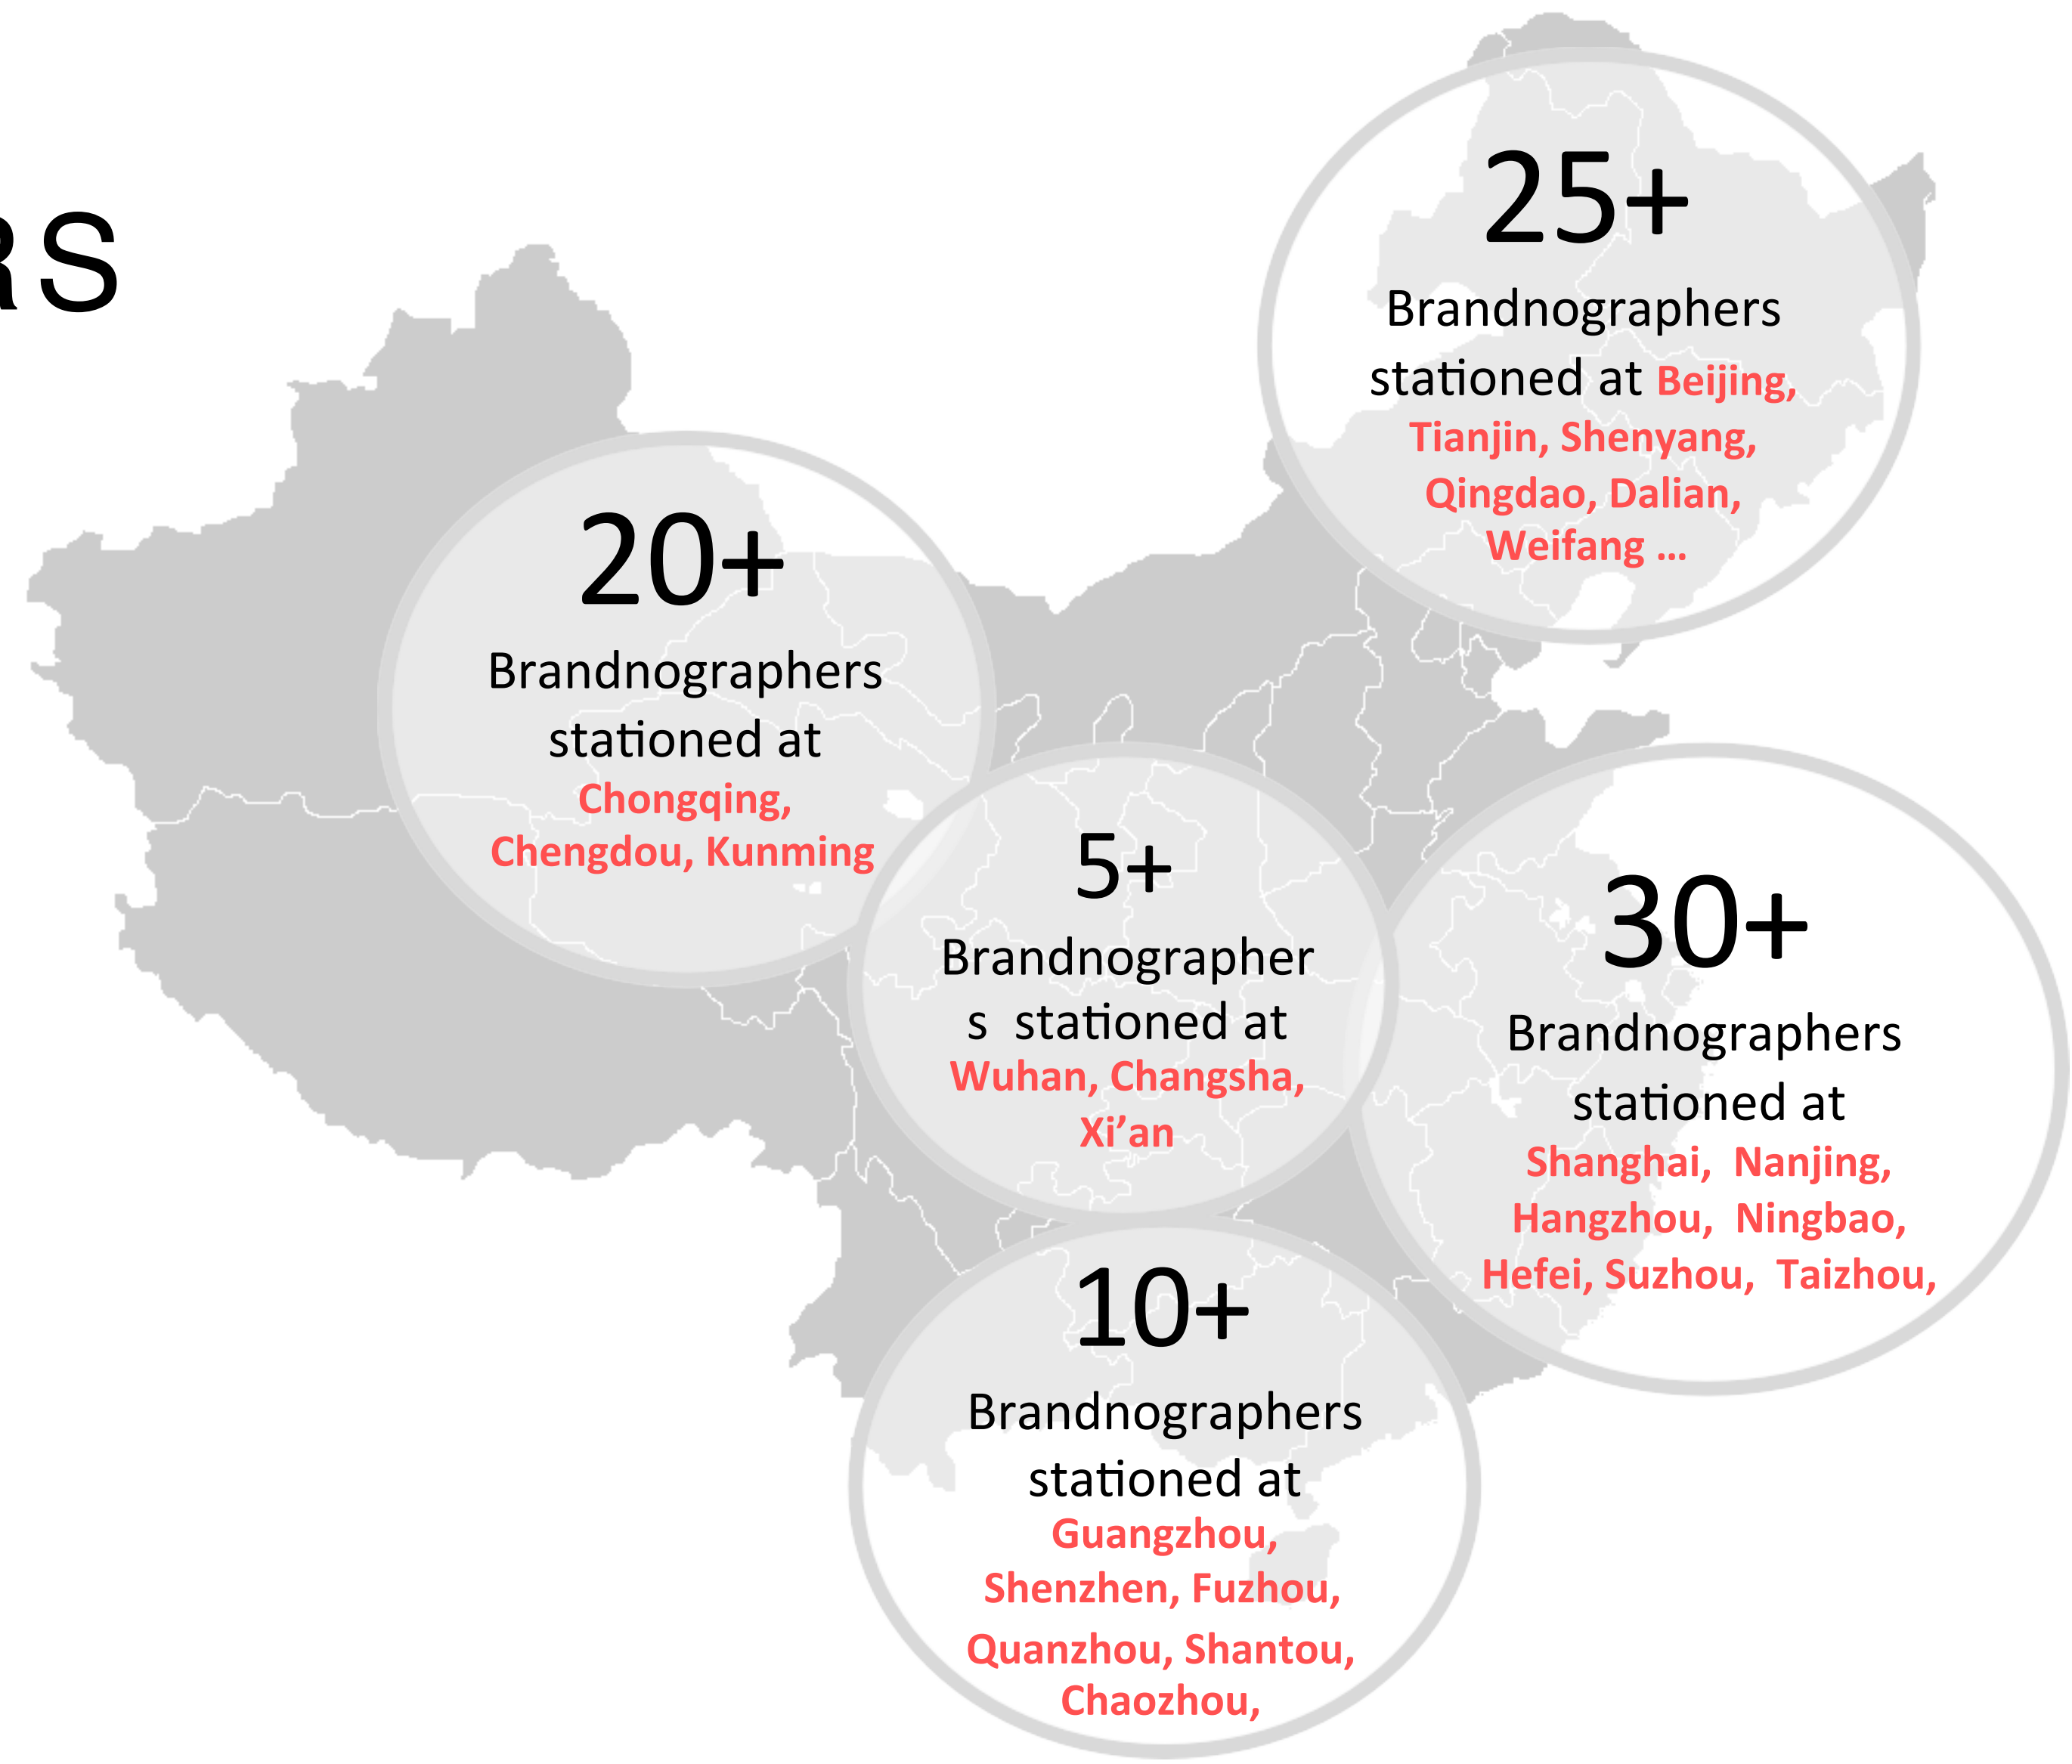 RS
25+
Brandnographers
stationed at Beijing,
Tianjin, Shenyang,
Qingdao, Dalian,
Weifang ...
20+
Brandnographers
stationed at
Chongqing,
Chengdou, Kunming
5+
Brandnographer
s stationed at
Wuhan, Changsha,
Xi’an
30+
Brandnographers
stationed at
Shanghai, Nanjing,
Hangzhou, Ningbao,
Hefei, Suzhou, Taizhou,
10+
Brandnographers
stationed at
Guangzhou,
Shenzhen, Fuzhou,
Quanzhou, Shantou,
Chaozhou,